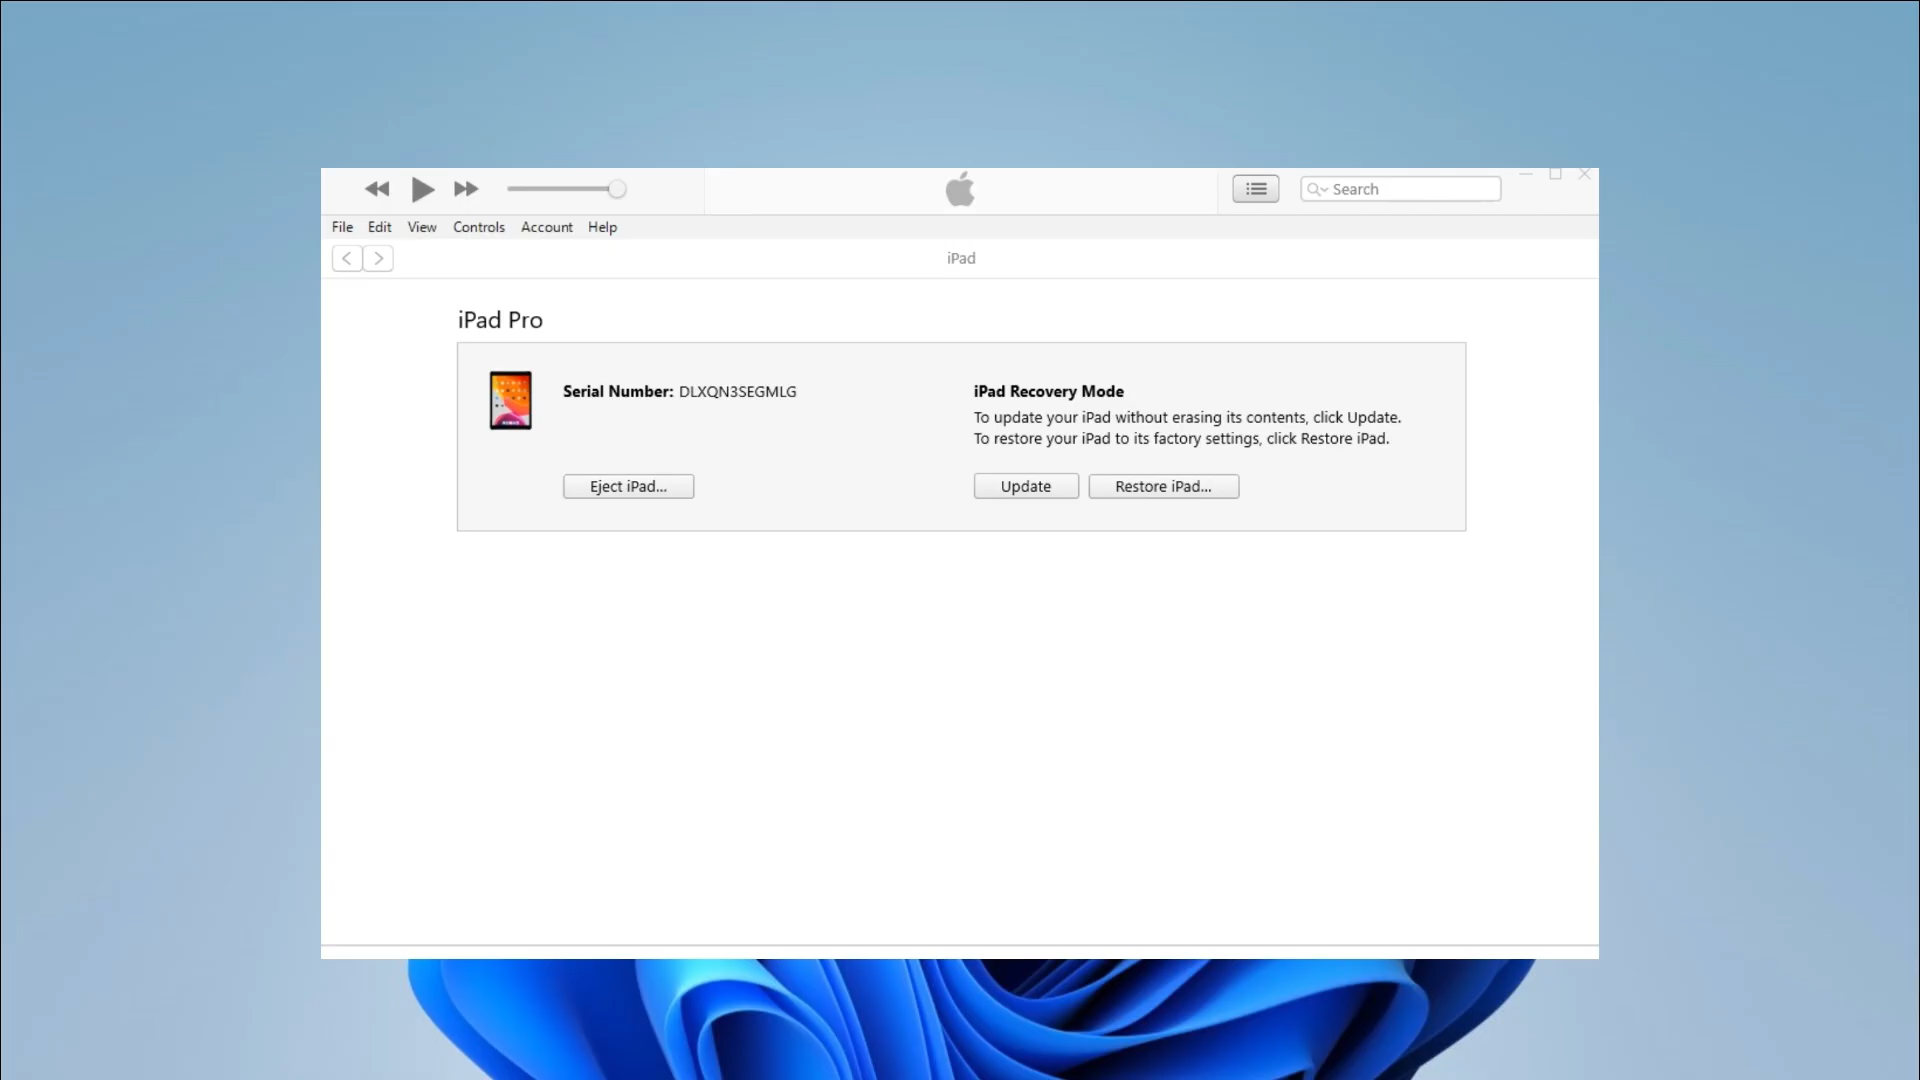 Search
File Edit View Controls Account Help
iPad
iPad Pro
Serial Number: DLXQN3SEGMLG
iPad Recovery Mode
To update your iPad without erasing its contents, click Update.
To restore your iPad to its factory settings, click Restore iPad.
Eject iPad...
Update
Restore iPad...